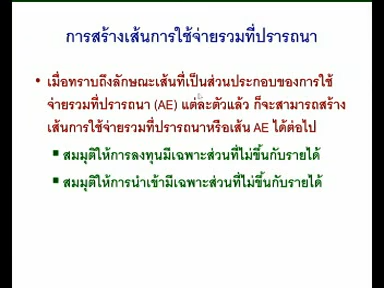 การสร้างเส้นการใช้จ่ายรวมที่ปรารถนา
• เมื่อทราบถึงลักษณะเส้นที่เป็นส่วนประกอบของการใช้
จ่ายรวมที่ปรารถนา (AE) แต่ละตัวแล้ว ก็จะสามารถสร้าง
เส้นการใช้จ่ายรวมที่ปรารถนาหรือเส้น AE ได้ต่อไป
▪ สมมุติให้การลงทุนมีเฉพาะส่วนที่ไม่ขึ้นกับรายได้
▪ สมมุติให้การนำเข้ามีเฉพาะส่วนที่ไม่ขึ้นกับรายได้